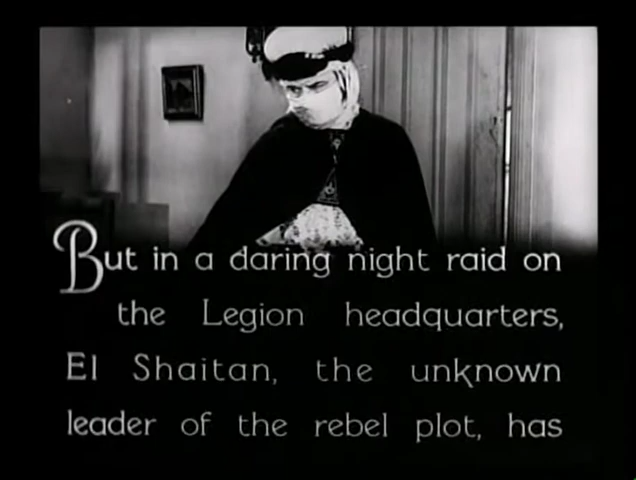 But in a daring night raid on
the Legion headquarters,
El Shaitan, the unknown
leader of the rebel plot, has